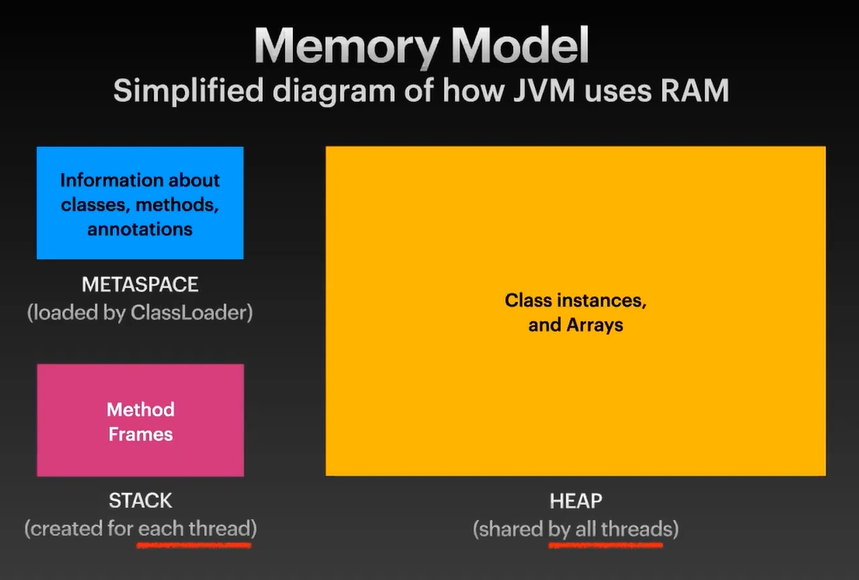 Memory Model
Simplified diagram of how JVM uses RAM
Information about
classes, methods,
annotations
METASPACE
(loaded by ClassLoader)
Method
Frames
STACK
(created for each thread)
Class instances,
and Arrays
HEAP
(shared by all threads)